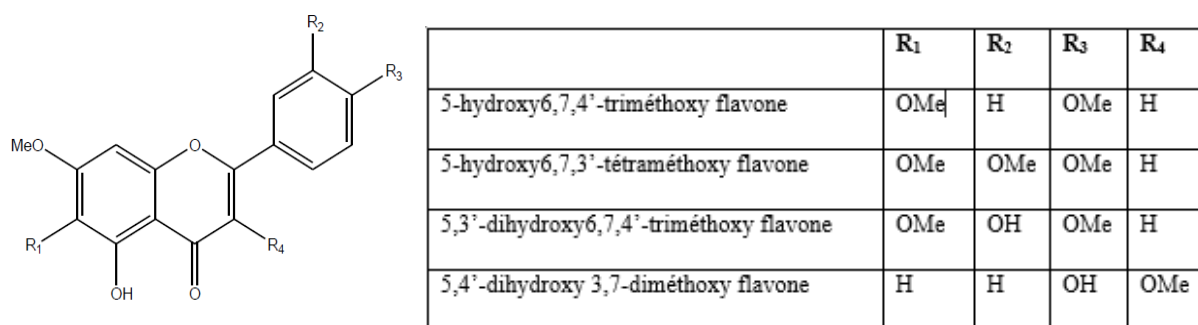 R₂
R₃
MeO
O
R₁
R₄
OH
O
R₁ R₂ R₃ R₄
5-hydroxy6,7,4’-triméthoxy flavone OMe H OMe H
5-hydroxy6,7,3’-tétraméthoxy flavone OMe OMe OMe H
5,3’-dihydroxy6,7,4’-triméthoxy flavone OMe OH OMe H
5,4’-dihydroxy 3,7-diméthoxy flavone H H OH OMe